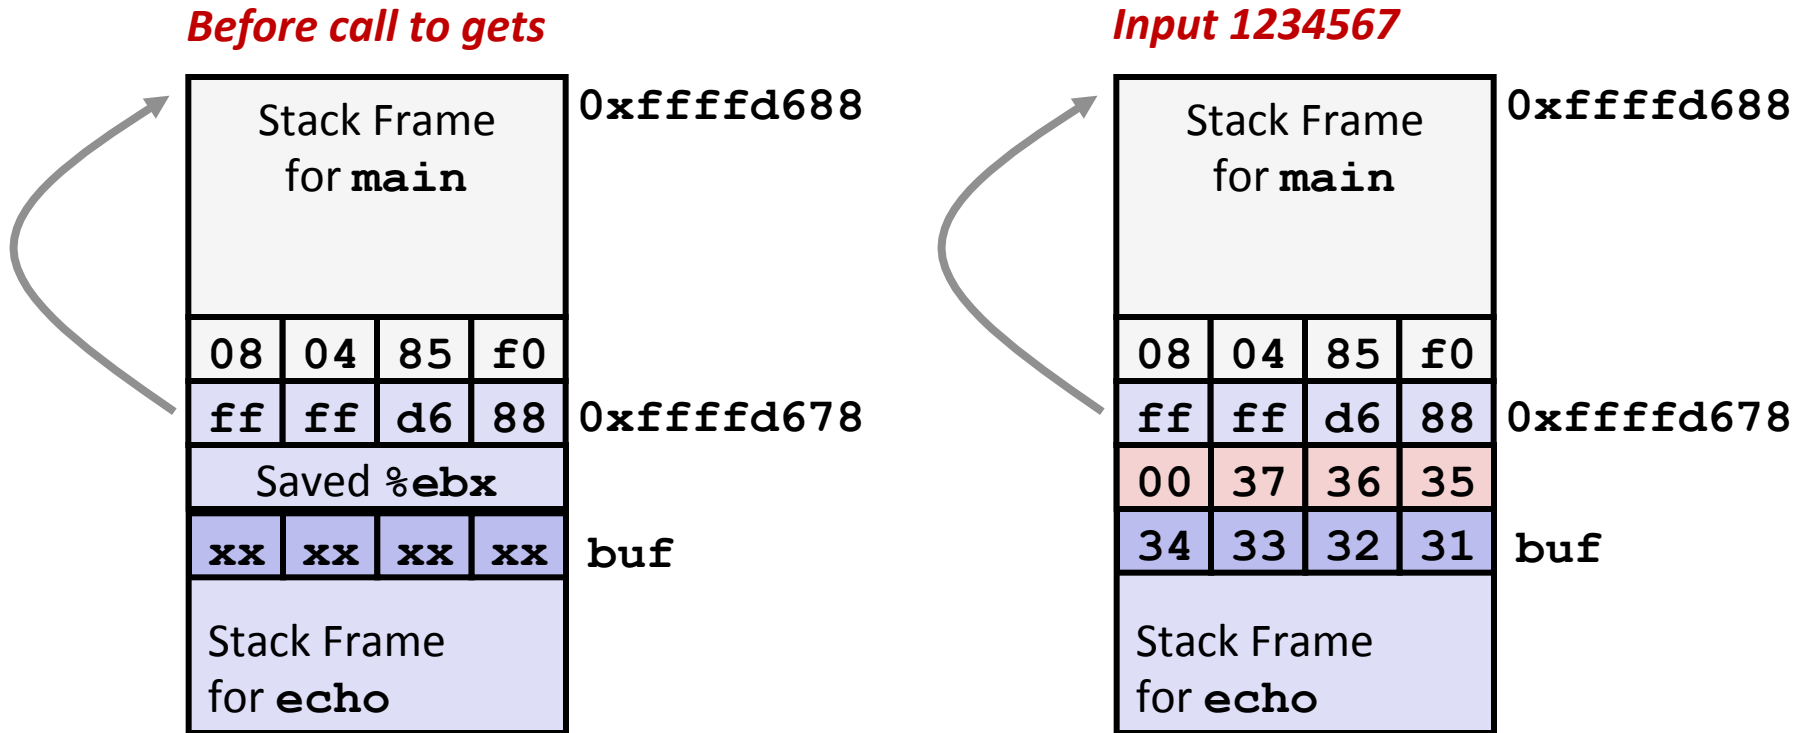 Before call to gets
Stack Frame
for main
0xffffd688
08 04 85 f0
ff ff d6 88
0xffffd678
Saved %ebx
xx xx xx xx
buf
Stack Frame
for echo
Input 1234567
Stack Frame
for main
0xffffd688
08 04 85 f0
ff ff d6 88
0xffffd678
00 37 36 35
34 33 32 31
buf
Stack Frame
for echo